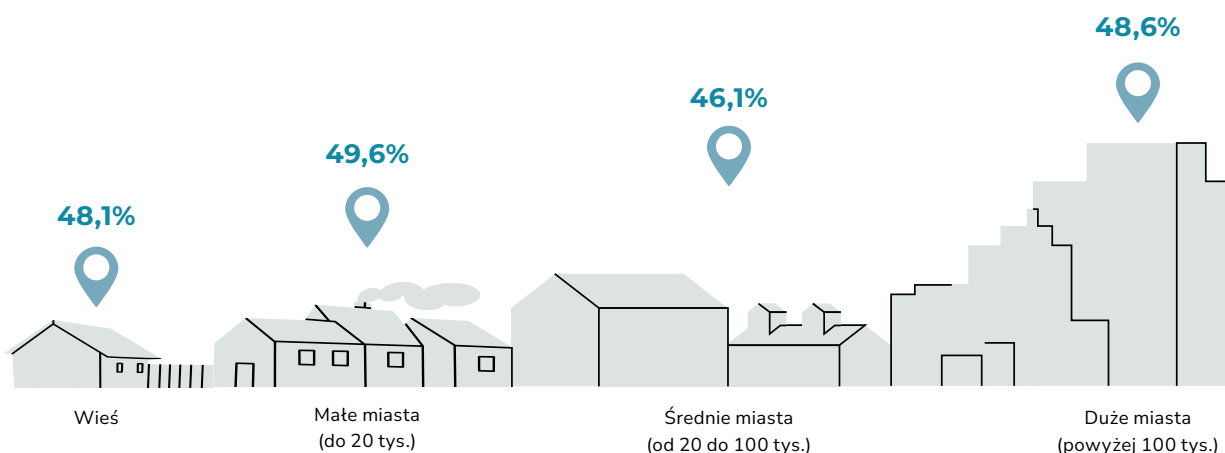 48,6%
46,1%
49,6%
48,1%
Wieś
Małe miasta
(do 20 tys.)
Średnie miasta
(od 20 do 100 tys.)
Duże miasta
(powyżej 100 tys.)